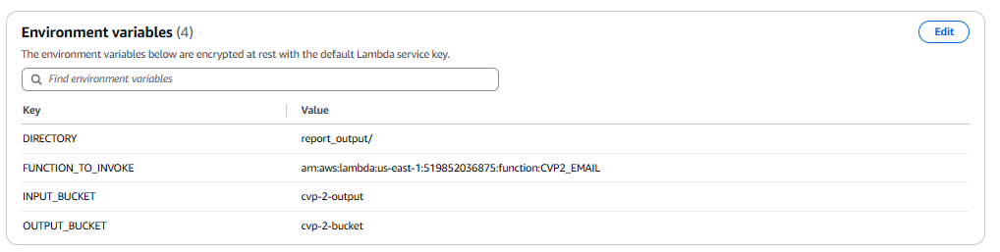 Environment variables (4)
Edit
The environment variables below are encrypted at rest with the default Lambda service key.
Find environment variables
Key Value
DIRECTORY report_output/
FUNCTION_TO_INVOKE arn:aws:lambda:us-east-1:519852036875:function:CVP2_EMAIL
INPUT_BUCKET cvp-2-output
OUTPUT_BUCKET cvp-2-bucket